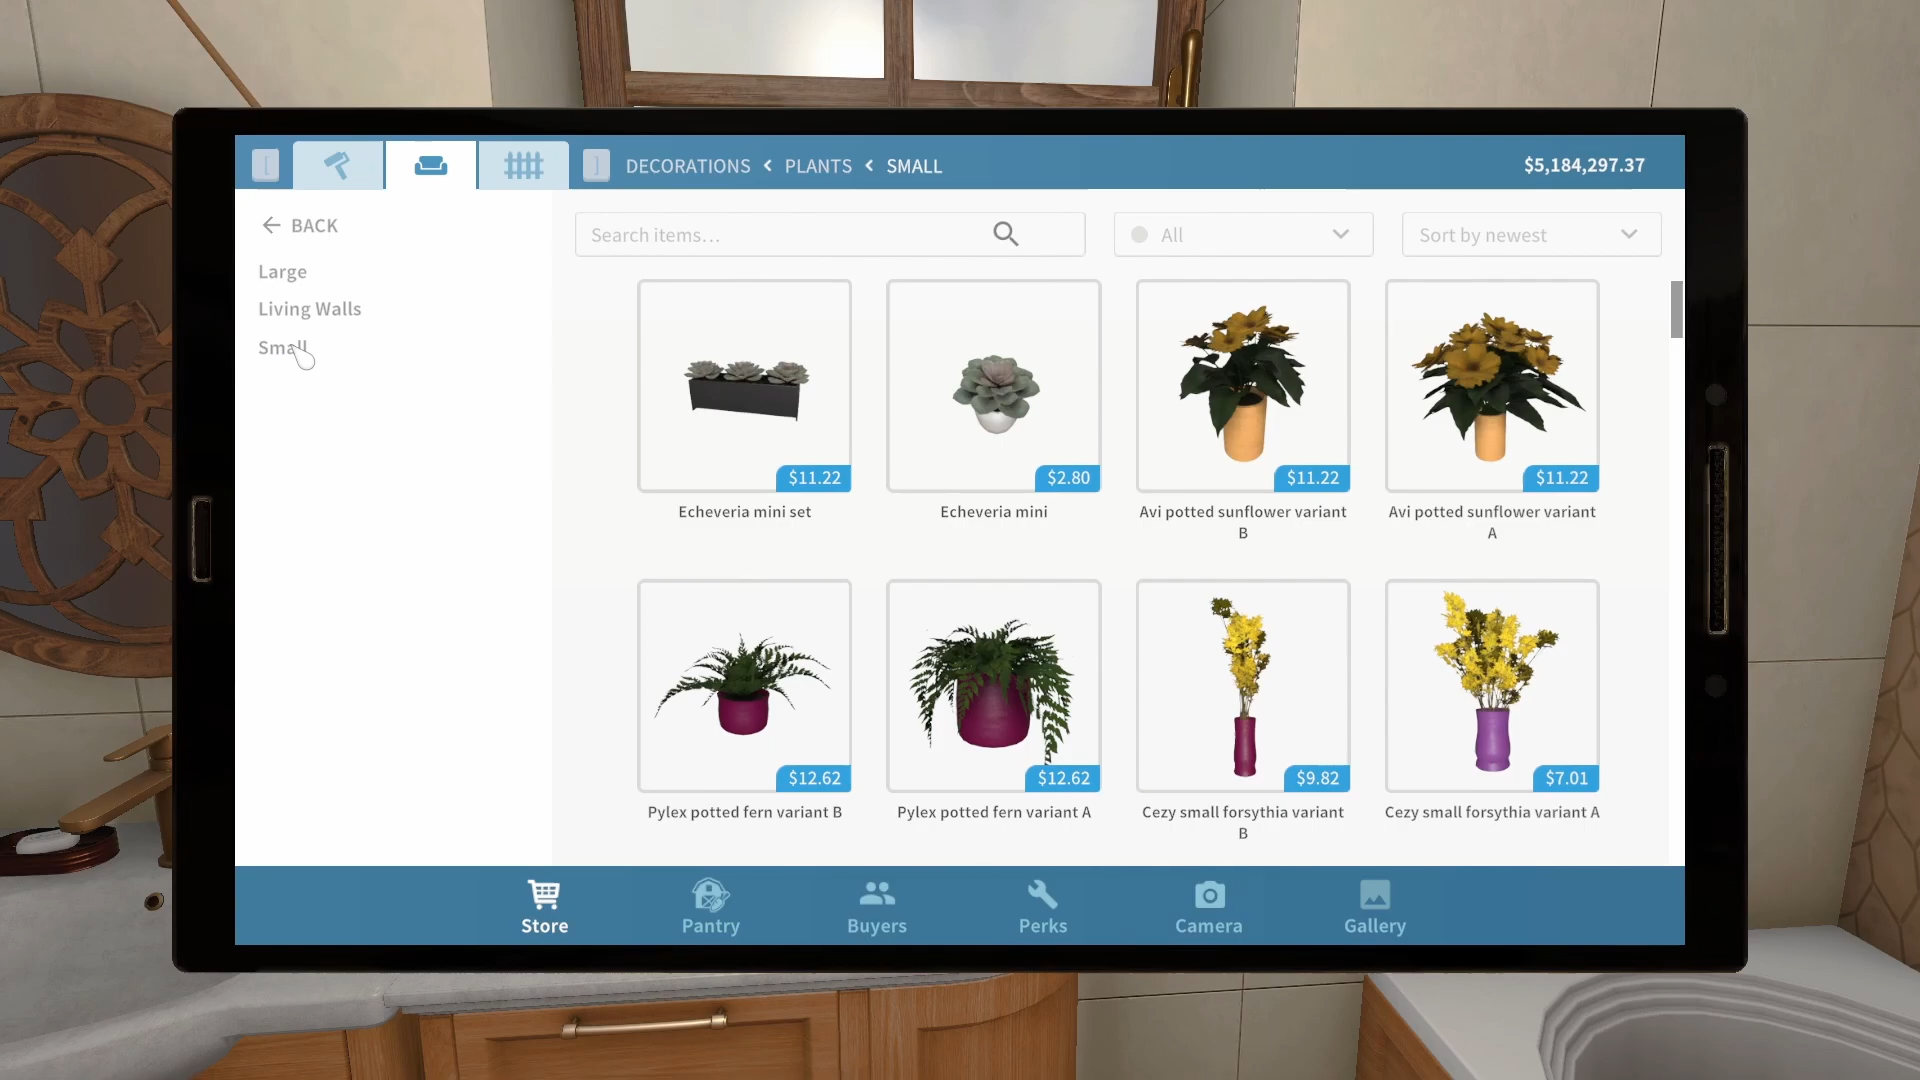 [
]
DECORATIONS < PLANTS < SMALL
$5,184,297.37
BACK
Large
Living Walls
Small
Search items...
All
Sort by newest
$11.22
$2.80
$11.22
$11.22
Echeveria mini set
Echeveria mini
Avi potted sunflower variant
B
Avi potted sunflower variant
A
$12.62
$12.62
$9.82
$7.01
Pylex potted fern variant B
Pylex potted fern variant A
Cezy small forsythia variant
B
Cezy small forsythia variant A
Store
Pantry
Buyers
Perks
Camera
Gallery